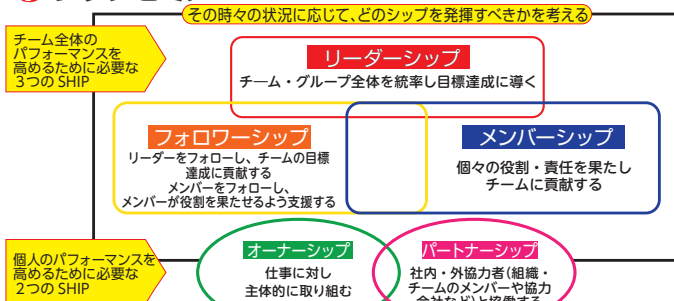 その時々の状況に応じて、どのシップを発揮すべきかを考える
チーム全体の
パフォーマンスを
高めるために必要な
3つの SHIP
リーダーシップ
チーム・グループ全体を統率し目標達成に導く
フォロワーシップ
リーダーをフォローし、チームの目標
達成に貢献する
メンバーをフォローし、
メンバーが役割を果たせるよう支援する
メンバーシップ
個々の役割・責任を果たし
チームに貢献する
個人のパフォーマンスを
高めるために必要な
2つの SHIP
オーナーシップ
仕事に対し
主体的に取り組む
パートナーシップ
社内・外協力者(組織・
チームのメンバーや協力
会社など)と協働する